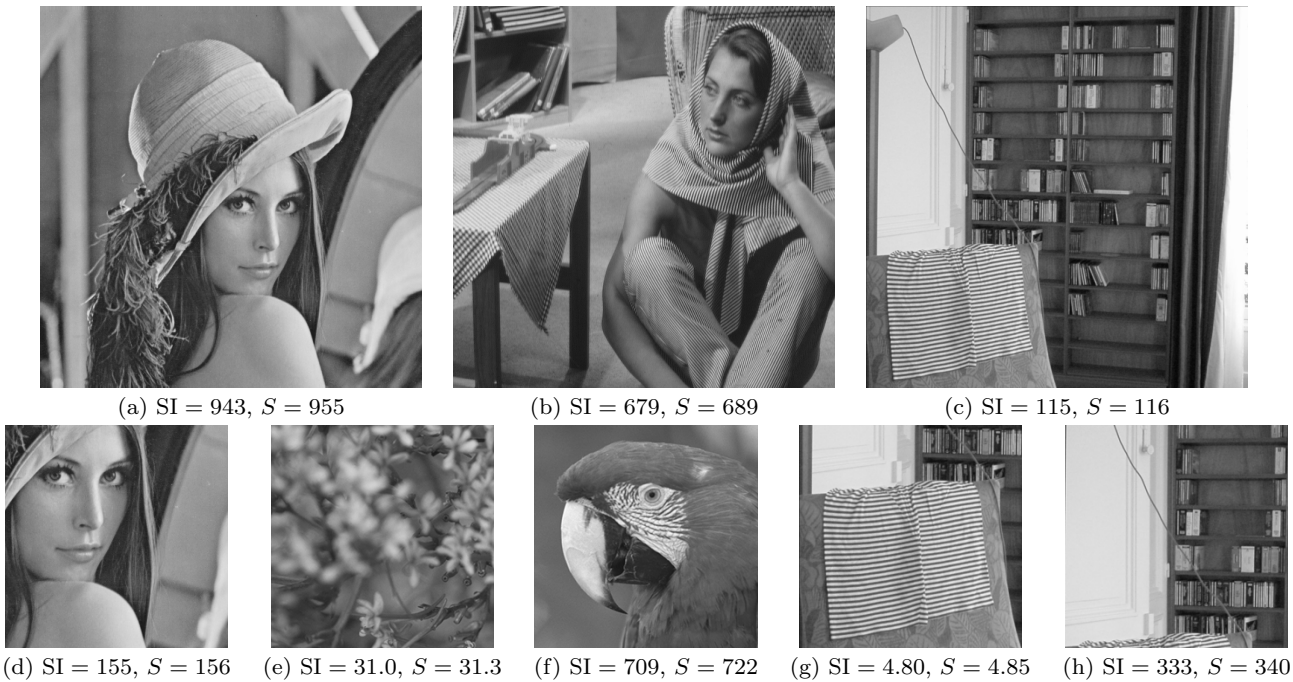 (a) SI = 943, S = 955
(b) SI = 679, S = 689
(c) SI = 115, S = 116
(d) SI = 155, S = 156
(e) SI = 31.0, S = 31.3
(f) SI = 709, S = 722
(g) SI = 4.80, S = 4.85
(h) SI = 333, S = 340